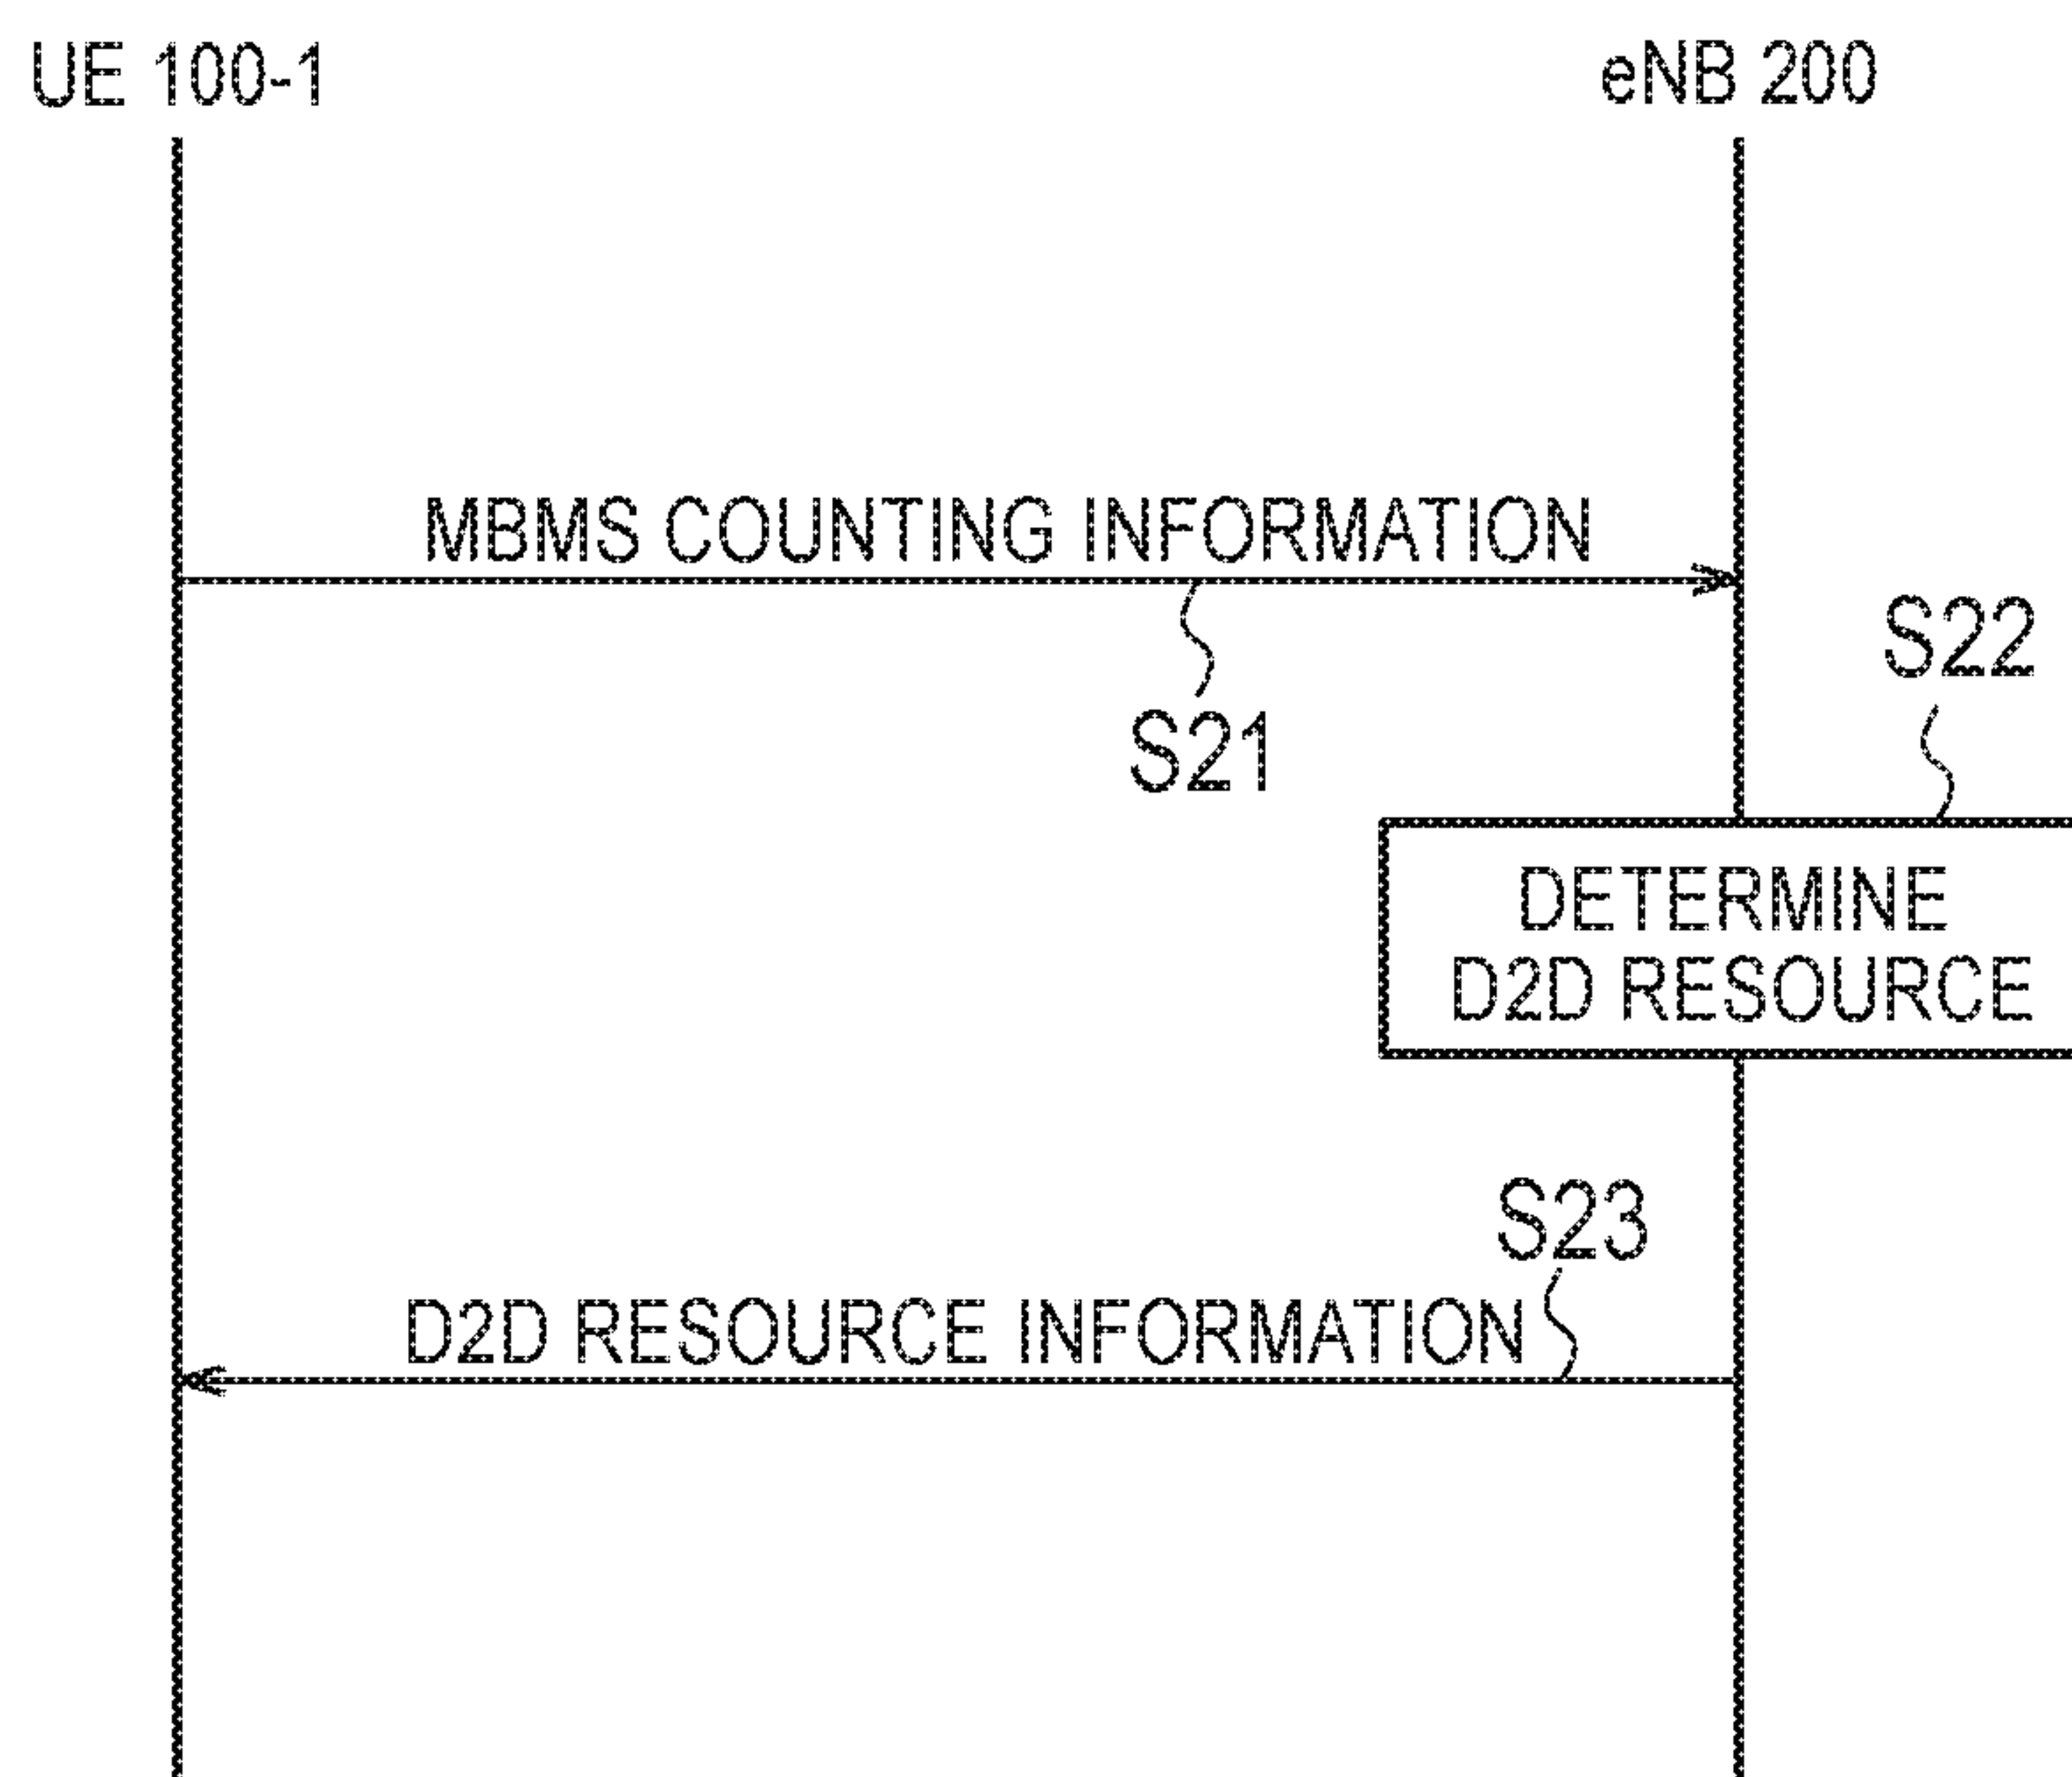 UE 100-1
eNB 200
MBMS COUNTING INFORMATION
S21
S22
DETERMINE
D2D RESOURCE
S23
D2D RESOURCE INFORMATION